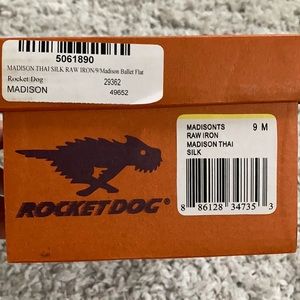 5061890
MADISON THAI SILK RAW IRON/9/Madison Ballet Flat
Rocket Dog
29362
MADISON
49652
MADISONTS
9 M
RAW IRON
MADISON THAI
SILK
ROCKET DOG
8 86128 34735 3